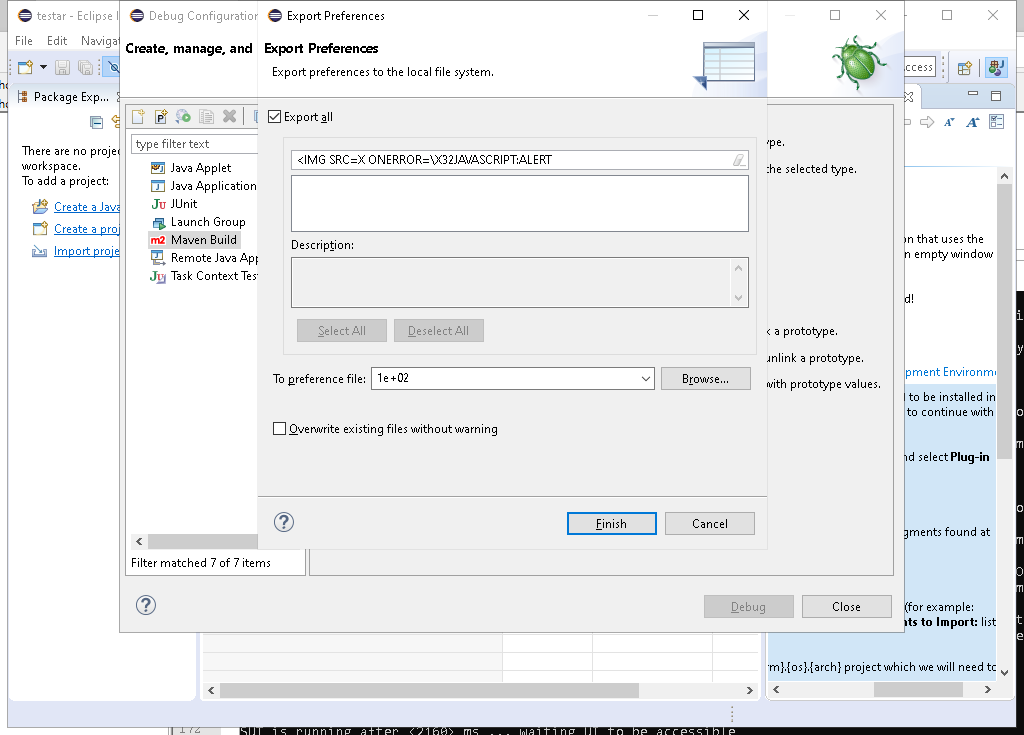 testar - Eclipse I
Debug Configuration
Export Preferences
File Edit Navigat
Create, manage, and
Export Preferences
Export preferences to the local file system.
ccess
Package Exp...
Export all
type filter text
<IMG SRC=X ONERROR=\X32JAVASCRIPT:ALERT
There are no projec
workspace.
To add a project:
Create a Java
Create a proj
Import proje
Java Applet
Java Application
JUnit
Launch Group
Maven Build
Remote Java App
Task Context Test
ype.
the selected type.
Description:
on that uses the
n empty window
d!
Select All
Deselect All
k a prototype.
unlink a prototype.
with prototype values.
pment Environme
To preference file:
1e+02
Browse...
to be installed in
to continue with
Overwrite existing files without warning
nd select Plug-in
Finish
Cancel
gments found at
Filter matched 7 of 7 items
Debug
Close
(for example:
nts to Import: list
rm}.{os}.{arch} project which we will need to
172
SUT is running after <2160> ms ... waiting UI to be accessible